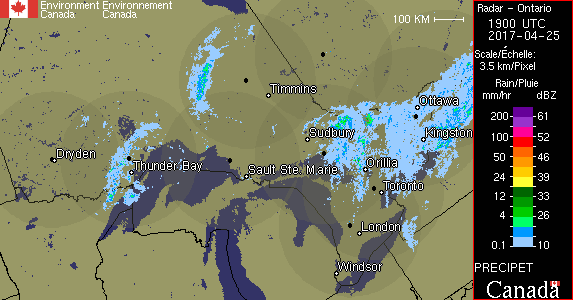 Environment Environnement
Canada Canada
100 KM
Timmins
Ottawa
Sudbury
Kingston
Dryden
Thunder Bay
Sault Ste. Marie
Orillia
Toronto
London
Windsor
Radar - Ontario
1900 UTC
2017-04-25
Scale/Échelle:
3.5 km/Pixel
Rain/Pluie
mm/hr dBZ
200 61
100 52
50 46
24 39
12 33
4 26
0.1 10
PRECIPET
Canada